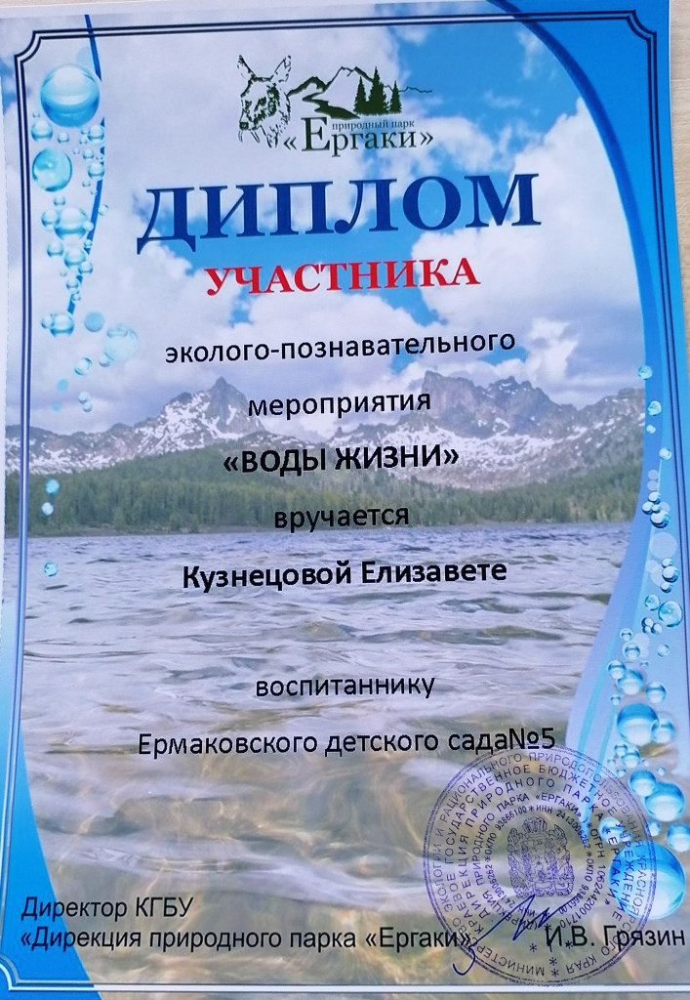 природный парк
«Ергаки»
ДИПЛОМ
УЧАСТНИКА
эколого-познавательного
мероприятия
«ВОДЫ ЖИЗНИ»
вручается
Кузнецовой Елизавете
воспитаннику
Ермаковского детского сада№5
Директор КГБУ
«Дирекция природного парка «Ергаки»
И.В. Грязин